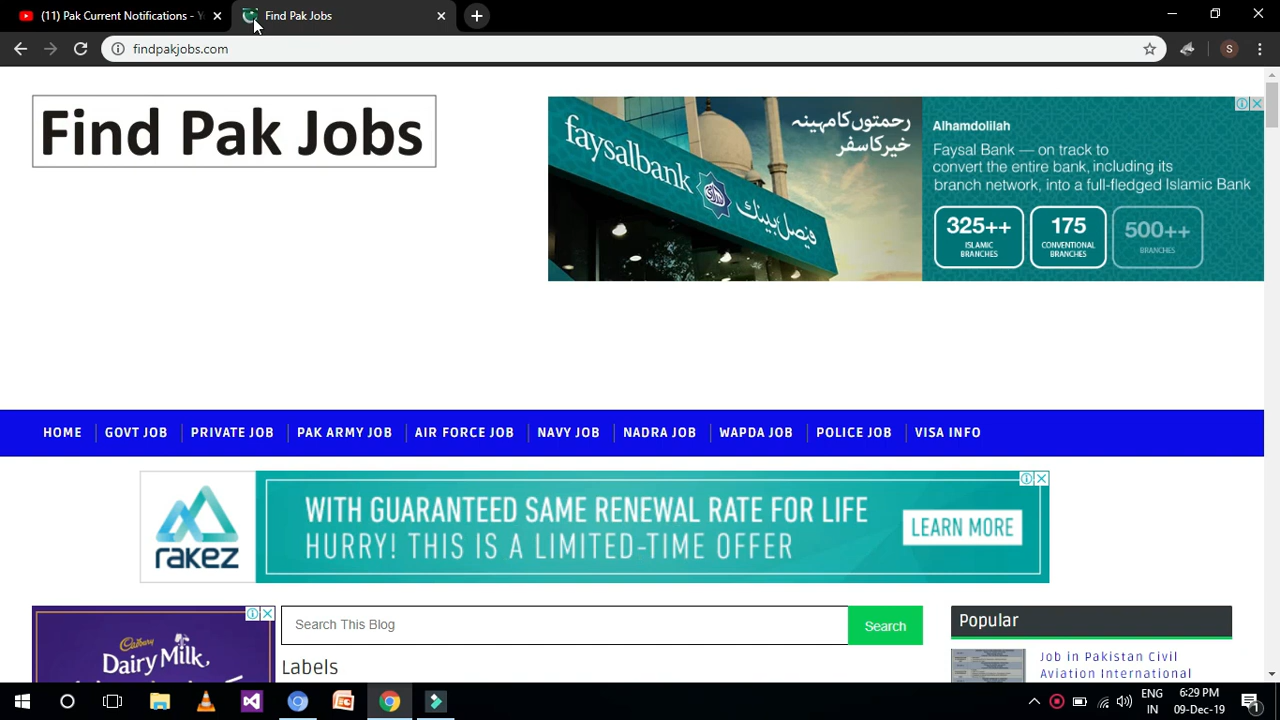 (11) Pak Current Notifications - Y
Find Pak Jobs
findpakjobs.com
S
Find Pak Jobs
faysalbank
فیصل بینک
رحمتوں کا مہینہ
خیر کا سفر
Alhamdolilah
Faysal Bank — on track to
convert the entire bank, including its
branch network, into a full-fledged Islamic Bank
325++
ISLAMIC
BRANCHES
175
CONVENTIONAL
BRANCHES
500++
BRANCHES
HOME
GOVT JOB
PRIVATE JOB
PAK ARMY JOB
AIR FORCE JOB
NAVY JOB
NADRA JOB
WAPDA JOB
POLICE JOB
VISA INFO
rakez
WITH GUARANTEED SAME RENEWAL RATE FOR LIFE
HURRY! THIS IS A LIMITED-TIME OFFER
LEARN MORE
Cadbury
Dairy Milk
Search This Blog
Search
Labels
Popular
Job in Pakistan Civil
Aviation International
ENG
IN
6:29 PM
09-Dec-19
1